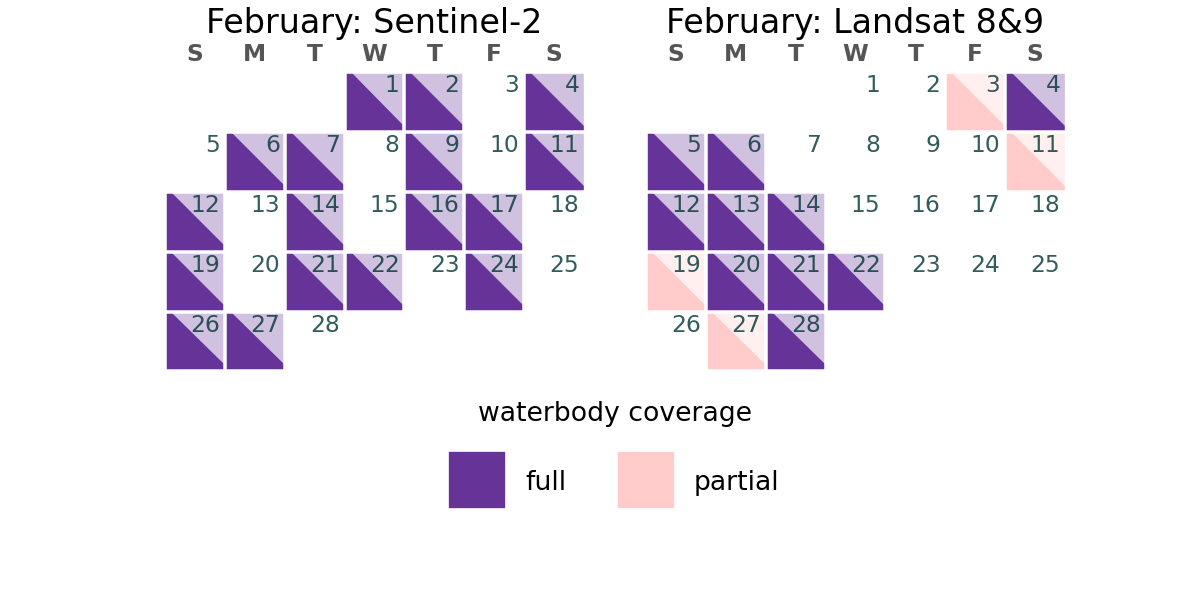 February: Sentinel-2
S M T W T F S
1 2 3 4
5 6 7 8 9 10 11
12 13 14 15 16 17 18
19 20 21 22 23 24 25
26 27 28
February: Landsat 8&9
S M T W T F S
1 2 3 4
5 6 7 8 9 10 11
12 13 14 15 16 17 18
19 20 21 22 23 24 25
26 27 28
waterbody coverage
full partial